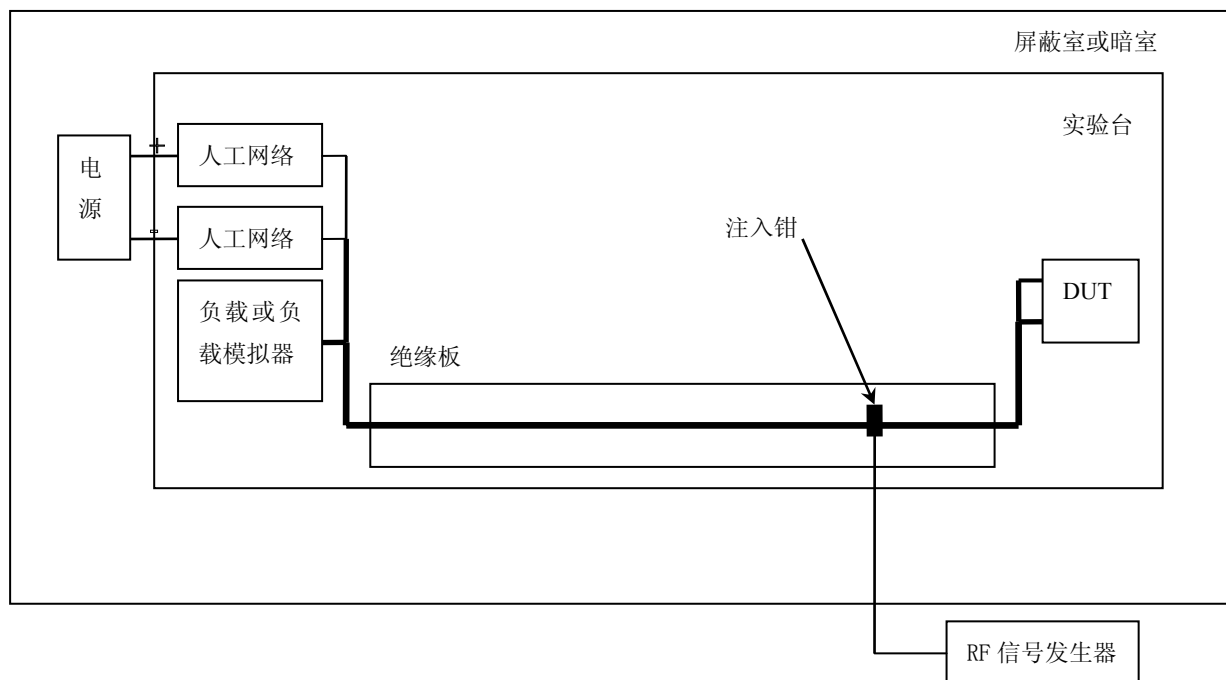 屏蔽室或暗室
实验台
+
人工网络
电
源
-
人工网络
注入钳
负载或负
载模拟器
DUT
绝缘板
RF 信号发生器